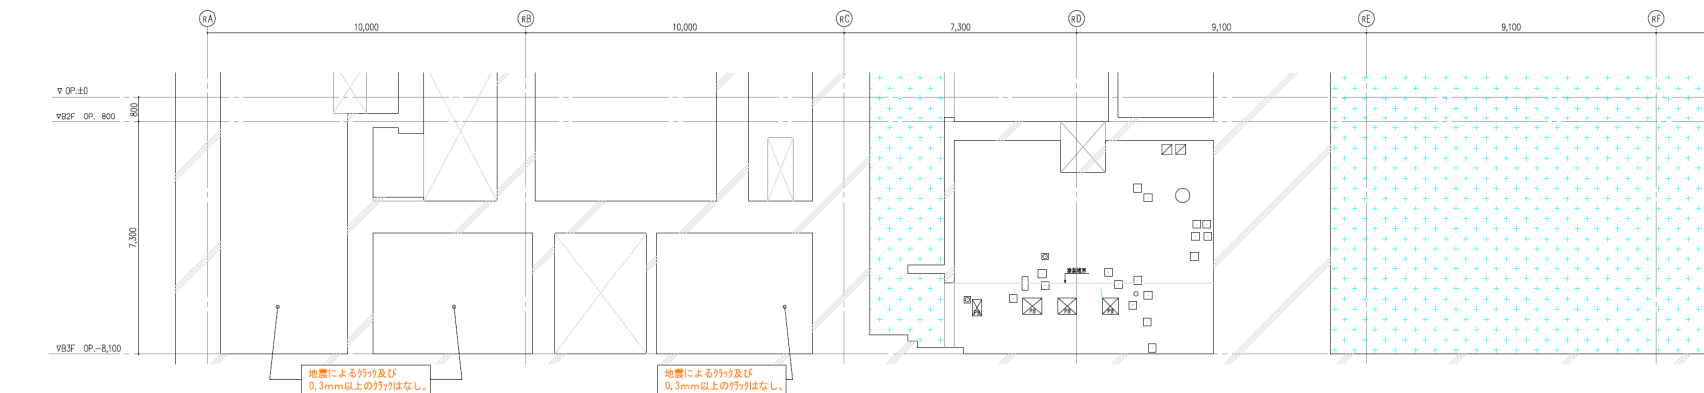 RA
RB
RC
RD
RE
RF
10,000
10,000
7,300
9,100
9,100
▽ OP.±0
800
▽B2F OP.-800
7,300
▽B3F OP.-8,100
地震によるクラック及び
0.3mm以上のクラックはなし。
地震によるクラック及び
0.3mm以上のクラックはなし。